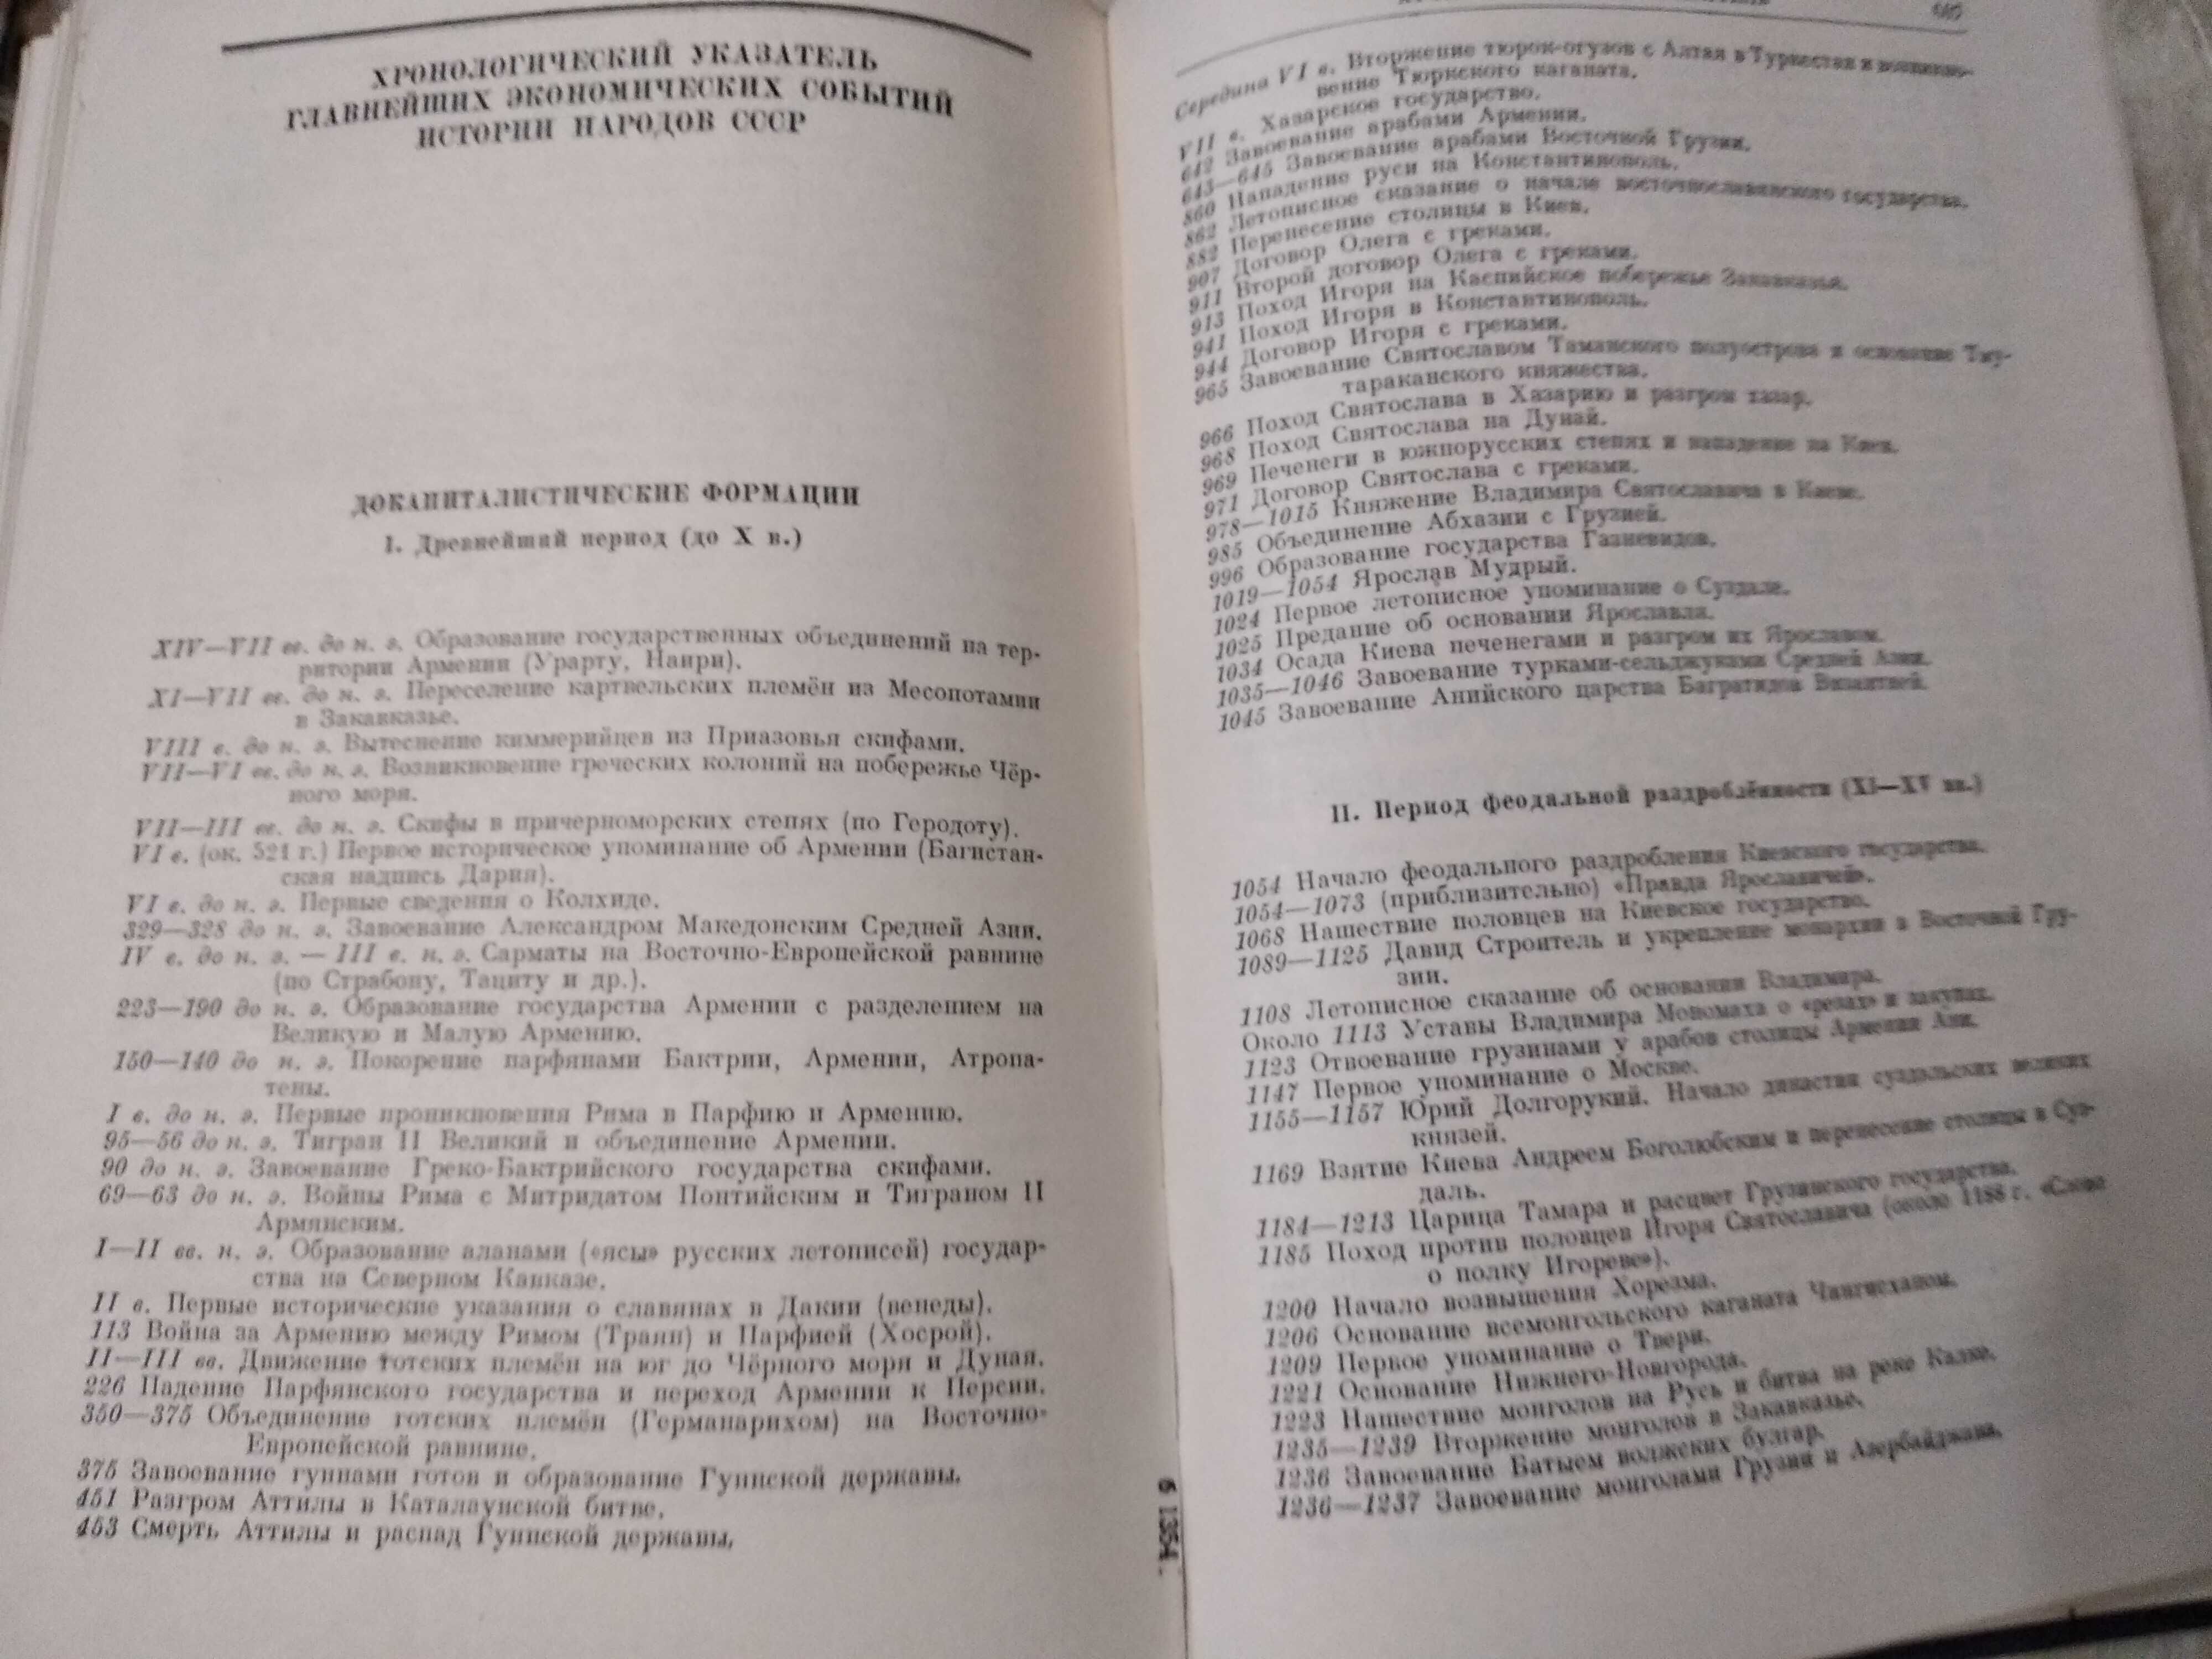 ХРОНОЛОГИЧЕСКИЙ УКАЗАТЕЛЬ
ГЛАВНЕЙШИХ ЭКОНОМИЧЕСКИХ СОБЫТИЙ
ИСТОРИИ НАРОДОВ СССР
ДОКАПИТАЛИСТИЧЕСКИЕ ФОРМАЦИИ
I. Древнейший период (до X в.)
XIV—VII вв. до н. э. Образование государственных объединений на тер-
ритории Армении (Урарту, Наири).
XI—VII вв. до н. э. Переселение картвельских племён из Месопотамии
в Закавказье.
VIII в. до н. э. Вытеснение киммерийцев из Приазовья скифами.
VII—VI вв. до н. э. Возникновение греческих колоний на побережье Чёр-
ного моря.
VII—III вв. до н. э. Скифы в причерноморских степях (по Геродоту).
VI в. (ок. 521 г.) Первое историческое упоминание об Армении (Багистан-
ская надпись Дария).
VI в. до н. э. Первые сведения о Колхиде.
329—328 до н. э. Завоевание Александром Македонским Средней Азии.
IV в. до н. э. — III в. н. э. Сарматы на Восточно-Европейской равнине
(по Страбону, Тациту и др.).
223—190 до н. э. Образование государства Армении с разделением на
Великую и Малую Армению.
150—140 до н. э. Покорение парфянами Бактрии, Армении, Атропа-
тены.
I в. до н. э. Первые проникновения Рима в Парфию и Армению.
95—56 до н. э. Тигран II Великий и объединение Армении.
90 до н. э. Завоевание Греко-Бактрийского государства скифами.
69—63 до н. э. Войны Рима с Митридатом Понтийским и Тиграном II
Армянским.
I—II вв. н. э. Образование аланами («ясы» русских летописей) государ-
ства на Северном Кавказе.
II в. Первые исторические указания о славянах в Дакии (венеды).
113 Война за Армению между Римом (Траян) и Парфией (Хосрой).
II—III вв. Движение готских племён на юг до Чёрного моря и Дуная.
226 Падение Парфянского государства и переход Армении к Персии.
350—375 Объединение готских племён (Германарихом) на Восточно-
Европейской равнине.
375 Завоевание гуннами готов и образование Гуннской державы.
451 Разгром Аттилы в Каталаунской битве.
453 Смерть Аттилы и распад Гуннской державы.
Середина VI в. Вторжение тюрок-огузов с Алтая в Туркестан и возникно-
вение Тюркского каганата.
VII в. Хазарское государство.
642 Завоевание арабами Армении.
643—645 Завоевание арабами Восточной Грузии.
860 Нападение руси на Константинополь.
862 Летописное сказание о начале восточнославянского государства.
882 Перенесение столицы в Киев.
907 Договор Олега с греками.
911 Второй договор Олега с греками.
913 Поход Игоря на Каспийское побережье Закавказья.
941 Поход Игоря в Константинополь.
944 Договор Игоря с греками.
965 Завоевание Святославом Таманского полуострова и основание Тму-
тараканского княжества.
966 Поход Святослава в Хазарию и разгром хазар.
968 Поход Святослава на Дунай.
969 Печенеги в южнорусских степях и нападение на Киев.
971 Договор Святослава с греками.
978—1015 Княжение Владимира Святославича в Киеве.
985 Объединение Абхазии с Грузией.
996 Образование государства Газневидов.
1019—1054 Ярослав Мудрый.
1024 Первое летописное упоминание о Суздале.
1025 Предание об основании Ярославля.
1034 Осада Киева печенегами и разгром их Ярославом.
1035—1046 Завоевание турками-сельджуками Средней Азии.
1045 Завоевание Анийского царства Багратидов Византией.
II. Период феодальной раздроблённости (XI—XV вв.)
1054 Начало феодального раздробления Киевского государства.
1054—1073 (приблизительно) «Правда Ярославичей».
1068 Нашествие половцев на Киевское государство.
1089—1125 Давид Строитель и укрепление монархии в Восточной Гру-
зии.
1108 Летописное сказание об основании Владимира.
Около 1113 Уставы Владимира Мономаха о «резах» и закупах.
1123 Отвоевание грузинами у арабов столицы Армении Ани.
1147 Первое упоминание о Москве.
1155—1157 Юрий Долгорукий. Начало династии суздальских великих
князей.
1169 Взятие Киева Андреем Боголюбским и перенесение столицы в Суз-
даль.
1184—1213 Царица Тамара и расцвет Грузинского государства.
1185 Поход против половцев Игоря Святославича (около 1188 г. «Слово
о полку Игореве»).
1200 Начало возвышения Хорезма.
1206 Основание всемонгольского каганата Чингисханом.
1209 Первое упоминание о Твери.
1221 Основание Нижнего-Новгорода.
1223 Нашествие монголов на Русь и битва на реке Калке.
1235—1239 Вторжение монголов в Закавказье.
1236 Завоевание Батыем волжских булгар.
1236—1237 Завоевание монголами Грузии и Азербайджана.
6 1354